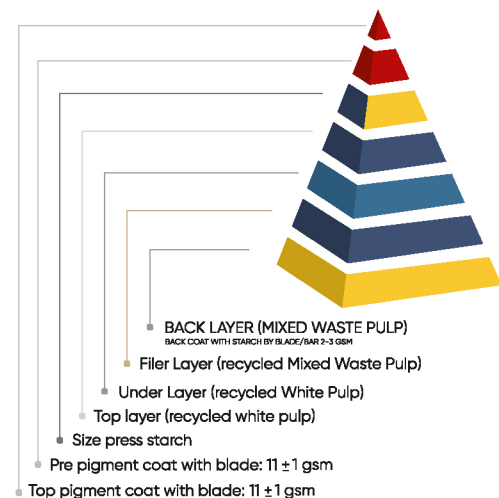 BACK LAYER (MIXED WASTE PULP)
BACK COAT WITH STARCH BY BLADE/BAR 2-3 GSM
Filer Layer (recycled Mixed Waste Pulp)
Under Layer (recycled White Pulp)
Top layer (recycled white pulp)
Size press starch
Pre pigment coat with blade: 11 ±1 gsm
Top pigment coat with blade: 11 ±1 gsm